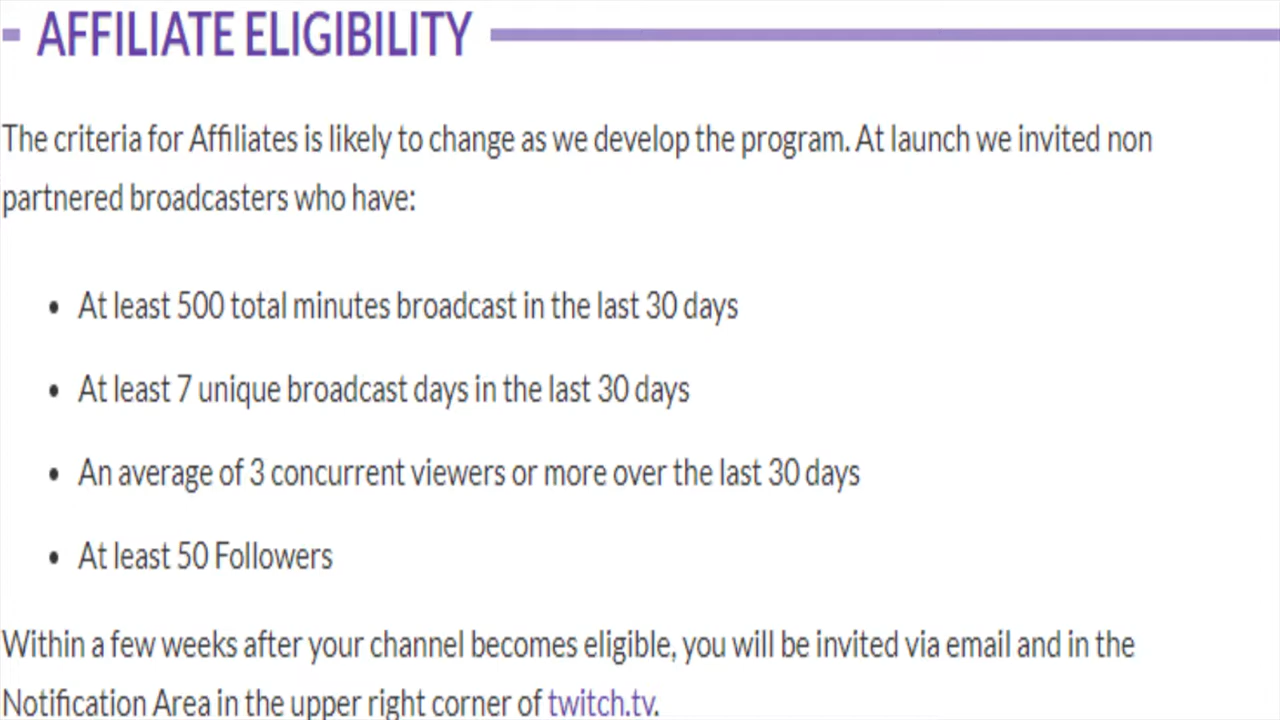 AFFILIATE ELIGIBILITY
The criteria for Affiliates is likely to change as we develop the program. At launch we invited non
partnered broadcasters who have:
• At least 500 total minutes broadcast in the last 30 days
• At least 7 unique broadcast days in the last 30 days
• An average of 3 concurrent viewers or more over the last 30 days
• At least 50 Followers
Within a few weeks after your channel becomes eligible, you will be invited via email and in the
Notification Area in the upper right corner of twitch.tv.